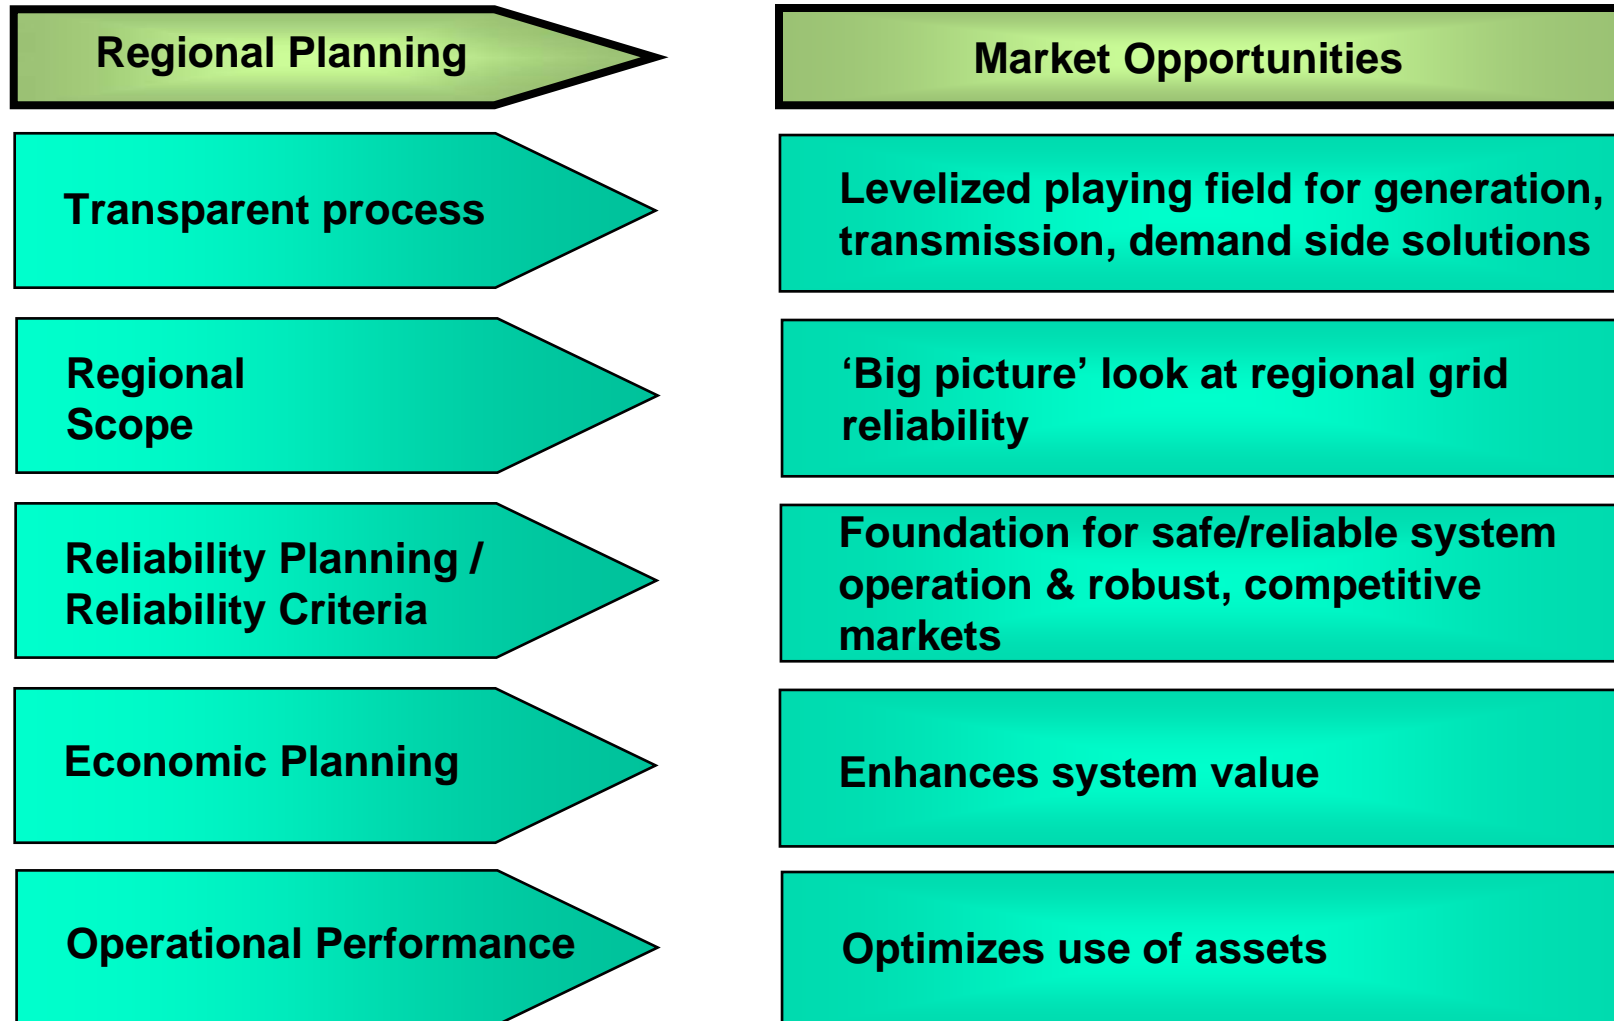 Regional Planning
Market Opportunities
Transparent process
Levelized playing field for generation,
transmission, demand side solutions
Regional
Scope
‘Big picture’ look at regional grid
reliability
Reliability Planning /
Reliability Criteria
Foundation for safe/reliable system
operation & robust, competitive
markets
Economic Planning
Enhances system value
Operational Performance
Optimizes use of assets